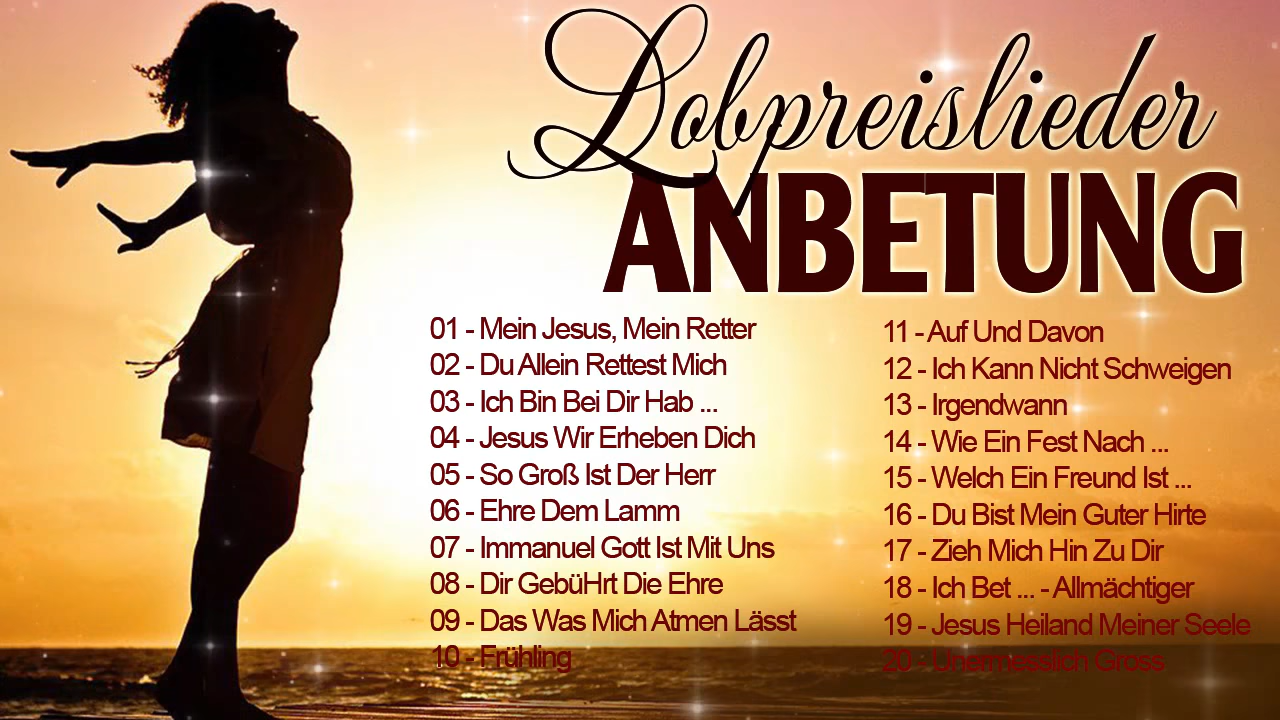 Lobpreislieder
ANBETUNG
01 - Mein Jesus, Mein Retter
02 - Du Allein Rettest Mich
03 - Ich Bin Bei Dir Hab ...
04 - Jesus Wir Erheben Dich
05 - So Groß Ist Der Herr
06 - Ehre Dem Lamm
07 - Immanuel Gott Ist Mit Uns
08 - Dir GebüHrt Die Ehre
09 - Das Was Mich Atmen Lässt
10 - Frühling
11 - Auf Und Davon
12 - Ich Kann Nicht Schweigen
13 - Irgendwann
14 - Wie Ein Fest Nach ...
15 - Welch Ein Freund Ist ...
16 - Du Bist Mein Guter Hirte
17 - Zieh Mich Hin Zu Dir
18 - Ich Bet ... - Allmächtiger
19 - Jesus Heiland Meiner Seele
20 - Unermesslich Gross